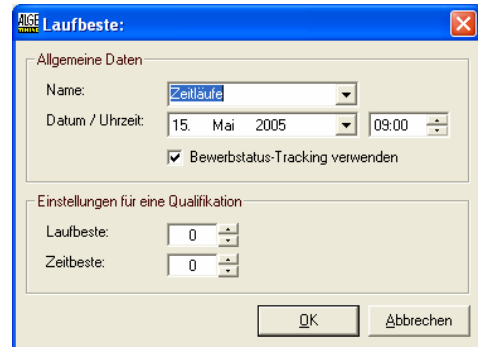 ALGE TIMING Laufbeste:
Allgemeine Daten
Name: Zeitläufe
Datum / Uhrzeit: 15. Mai 2005 09:00
Bewerbstatus-Tracking verwenden
Einstellungen für eine Qualifikation
Laufbeste: 0
Zeitbeste: 0
OK Abbrechen